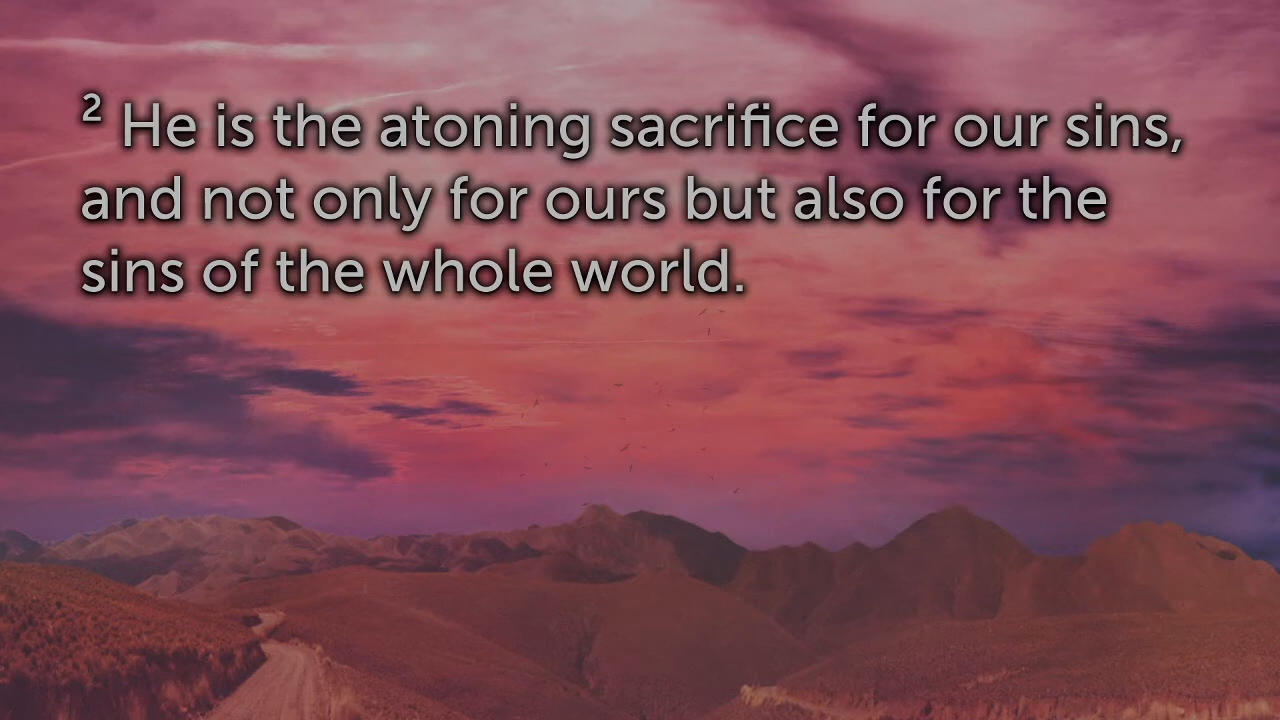 ² He is the atoning sacrifice for our sins,
and not only for ours but also for the
sins of the whole world.